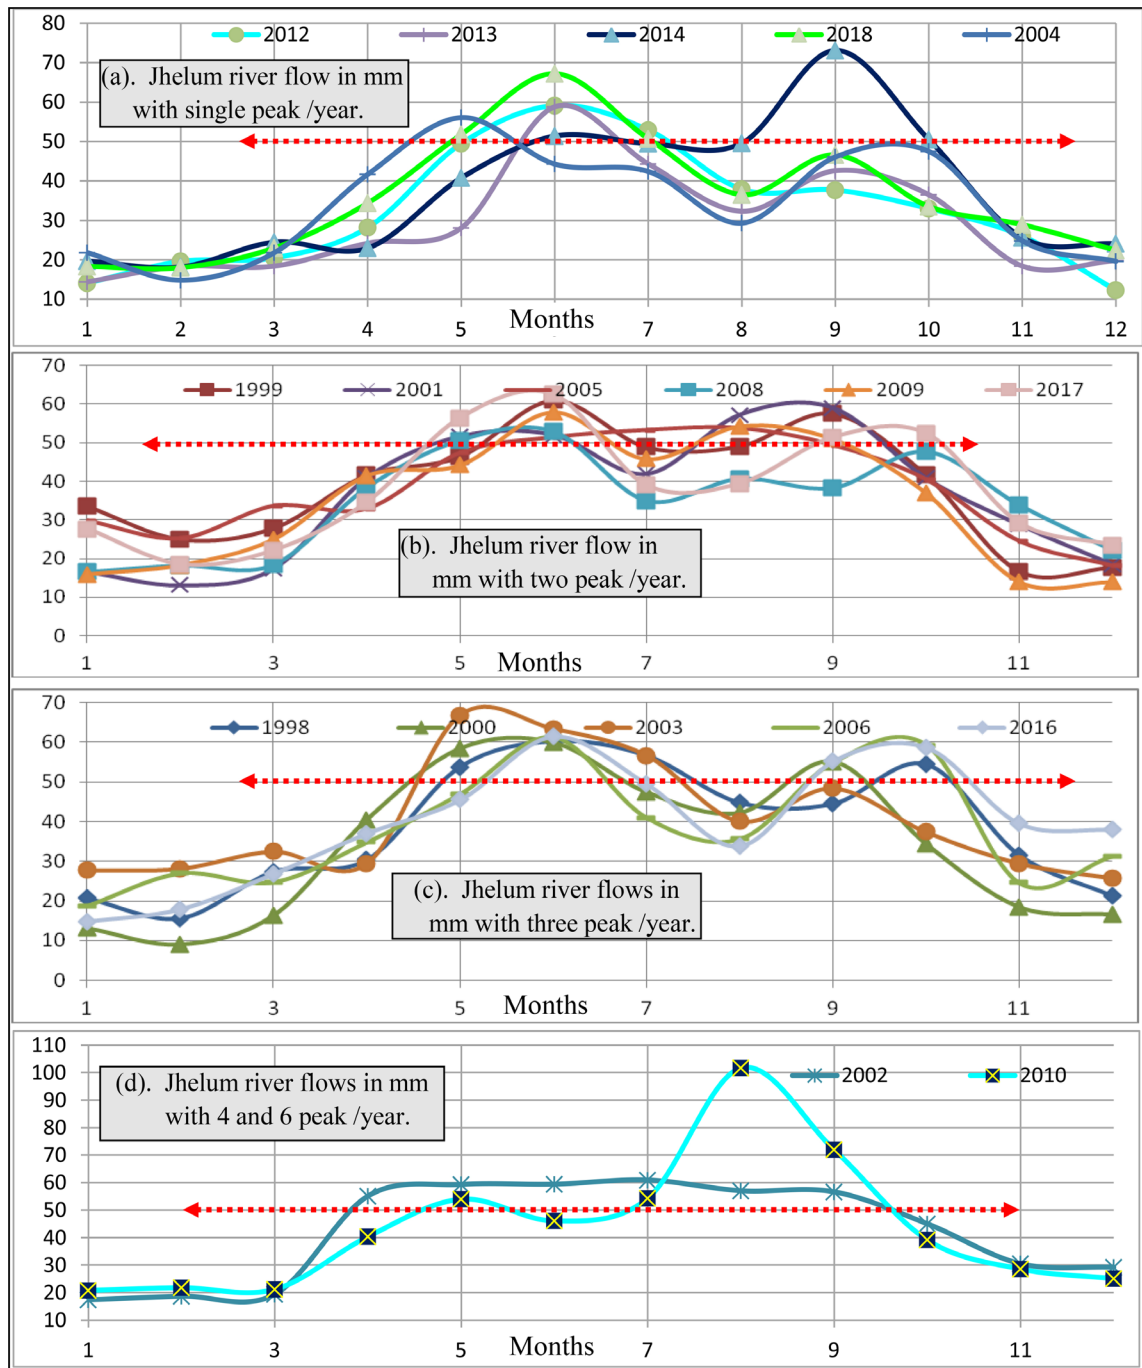 80
2012 2013 2014 2018 2004
70
(a). Jhelum river flow in mm
with single peak /year.
60
50
40
30
20
10
1 2 3 4 5 Months 7 8 9 10 11 12
70
1999 2001 2005 2008 2009 2017
60
50
40
30
(b). Jhelum river flow in
mm with two peak /year.
20
10
0
1 3 5 Months 7 9 11
70
1998 2000 2003 2006 2016
60
50
40
30
(c). Jhelum river flows in
mm with three peak /year.
20
10
0
1 3 5 Months 7 9 11
110
100
2002 2010
(d). Jhelum river flows in mm
with 4 and 6 peak /year.
90
80
70
60
50
40
30
20
10
1 3 5 Months 7 9 11